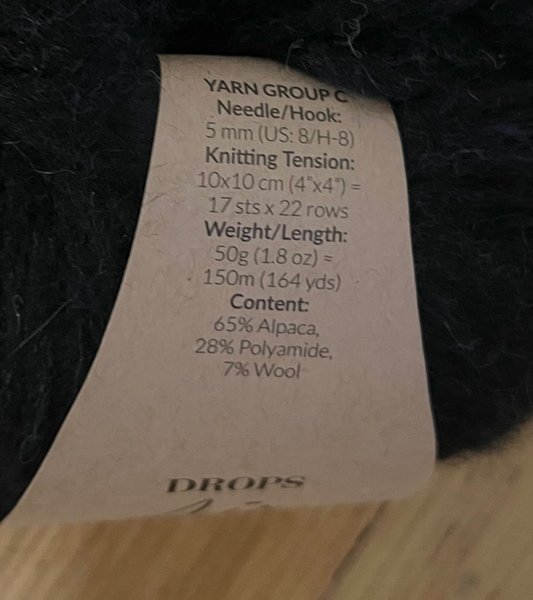 YARN GROUP C
Needle/Hook:
5 mm (US: 8/H-8)
Knitting Tension:
10x10 cm (4"x4") =
17 sts x 22 rows
Weight/Length:
50g (1.8 oz) ≈
150m (164 yds)
Content:
65% Alpaca,
28% Polyamide,
7% Wool
DROPS